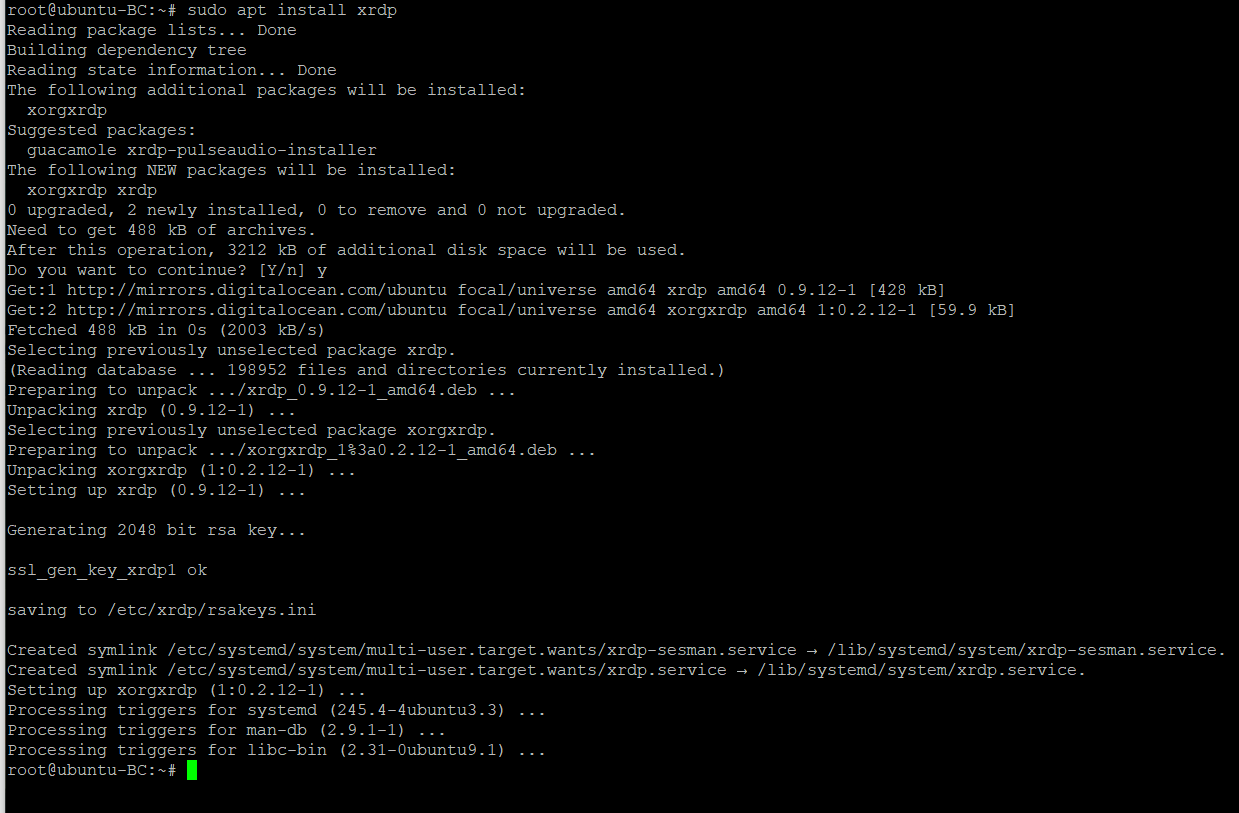 root@ubuntu-BC:~# sudo apt install xrdp
Reading package lists... Done
Building dependency tree
Reading state information... Done
The following additional packages will be installed:
  xorgxrdp
Suggested packages:
  guacamole xrdp-pulseaudio-installer
The following NEW packages will be installed:
  xorgxrdp xrdp
0 upgraded, 2 newly installed, 0 to remove and 0 not upgraded.
Need to get 488 kB of archives.
After this operation, 3212 kB of additional disk space will be used.
Do you want to continue? [Y/n] y
Get:1 http://mirrors.digitalocean.com/ubuntu focal/universe amd64 xrdp amd64 0.9.12-1 [428 kB]
Get:2 http://mirrors.digitalocean.com/ubuntu focal/universe amd64 xorgxrdp amd64 1:0.2.12-1 [59.9 kB]
Fetched 488 kB in 0s (2003 kB/s)
Selecting previously unselected package xrdp.
(Reading database ... 198952 files and directories currently installed.)
Preparing to unpack .../xrdp_0.9.12-1_amd64.deb ...
Unpacking xrdp (0.9.12-1) ...
Selecting previously unselected package xorgxrdp.
Preparing to unpack .../xorgxrdp_1%3a0.2.12-1_amd64.deb ...
Unpacking xorgxrdp (1:0.2.12-1) ...
Setting up xrdp (0.9.12-1) ...

Generating 2048 bit rsa key...

ssl_gen_key_xrdp1 ok

saving to /etc/xrdp/rsakeys.ini

Created symlink /etc/systemd/system/multi-user.target.wants/xrdp-sesman.service → /lib/systemd/system/xrdp-sesman.service.
Created symlink /etc/systemd/system/multi-user.target.wants/xrdp.service → /lib/systemd/system/xrdp.service.
Setting up xorgxrdp (1:0.2.12-1) ...
Processing triggers for systemd (245.4-4ubuntu3.3) ...
Processing triggers for man-db (2.9.1-1) ...
Processing triggers for libc-bin (2.31-0ubuntu9.1) ...
root@ubuntu-BC:~#